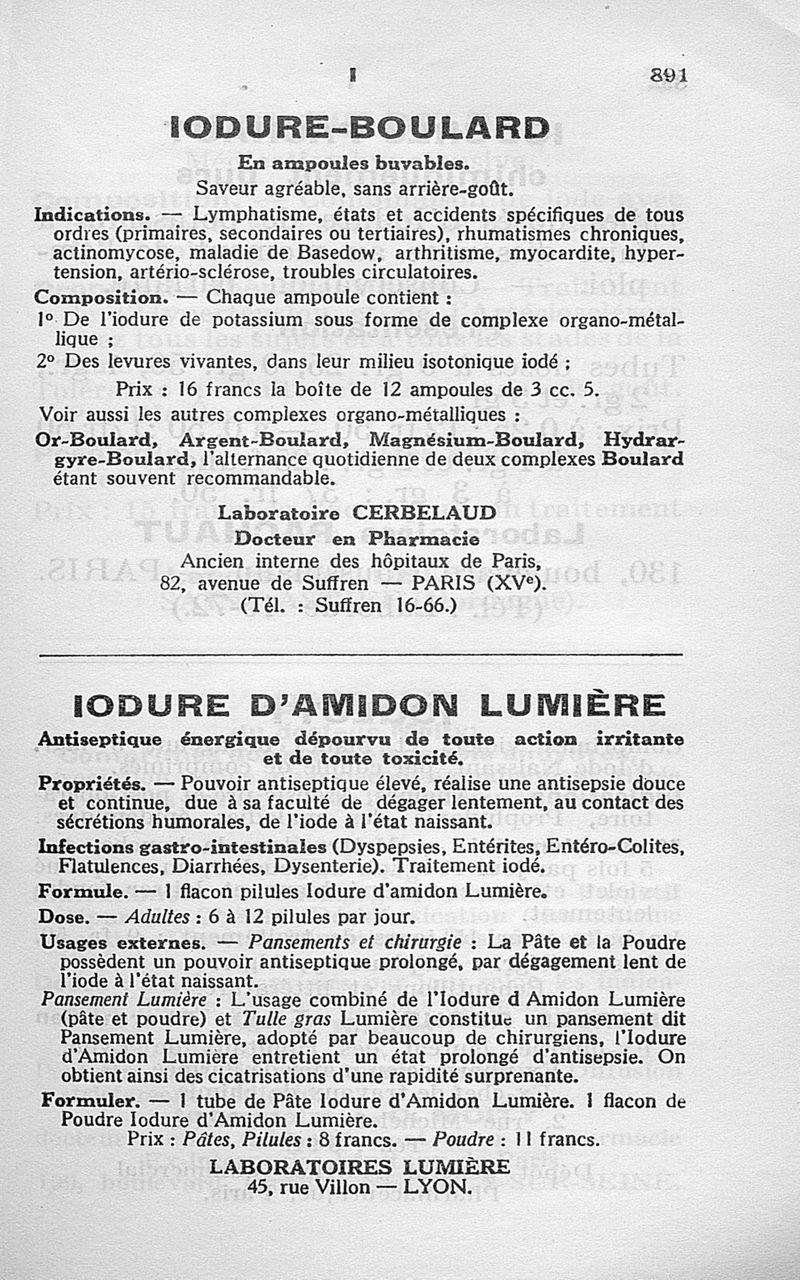 I 891
IODURE-BOULARD
En ampoules buvables.
Saveur agréable, sans arrière-goût.
Indications. — Lymphatisme, états et accidents spécifiques de tous
ordres (primaires, secondaires ou tertiaires), rhumatismes chroniques,
actinomycose, maladie de Basedow, arthritisme, myocardite, hyper-
tension, artério-sclérose, troubles circulatoires.
Composition. — Chaque ampoule contient :
1º De l'iodure de potassium sous forme de complexe organo-métal-
lique ;
2º Des levures vivantes, dans leur milieu isotonique iodé ;
Prix : 16 francs la boîte de 12 ampoules de 3 cc. 5.
Voir aussi les autres complexes organo-métalliques :
Or-Boulard, Argent-Boulard, Magnésium-Boulard, Hydrar-
gyre-Boulard, l'alternance quotidienne de deux complexes Boulard
étant souvent recommandable.
Laboratoire CERBELAUD
Docteur en Pharmacie
Ancien interne des hôpitaux de Paris,
82, avenue de Suffren — PARIS (XVe).
(Tél. : Suffren 16-66.)
IODURE D'AMIDON LUMIÈRE
Antiseptique énergique dépourvu de toute action irritante
et de toute toxicité.
Propriétés. — Pouvoir antiseptique élevé, réalise une antisepsie douce
et continue, due à sa faculté de dégager lentement, au contact des
sécrétions humorales, de l'iode à l'état naissant.
Infections gastro-intestinales (Dyspepsies, Entérites, Entéro-Colites,
Flatulences, Diarrhées, Dysenterie). Traitement iodé.
Formule. — 1 flacon pilules Iodure d'amidon Lumière.
Dose. — Adultes : 6 à 12 pilules par jour.
Usages externes. — Pansements et chirurgie : La Pâte et la Poudre
possèdent un pouvoir antiseptique prolongé, par dégagement lent de
l'iode à l'état naissant.
Pansement Lumière : L'usage combiné de l'Iodure d Amidon Lumière
(pâte et poudre) et Tulle gras Lumière constitue un pansement dit
Pansement Lumière, adopté par beaucoup de chirurgiens, l'Iodure
d'Amidon Lumière entretient un état prolongé d'antisepsie. On
obtient ainsi des cicatrisations d'une rapidité surprenante.
Formuler. — 1 tube de Pâte Iodure d'Amidon Lumière. 1 flacon de
Poudre Iodure d'Amidon Lumière.
Prix : Pâtes, Pilules : 8 francs. — Poudre : 11 francs.
LABORATOIRES LUMIÈRE
45, rue Villon — LYON.